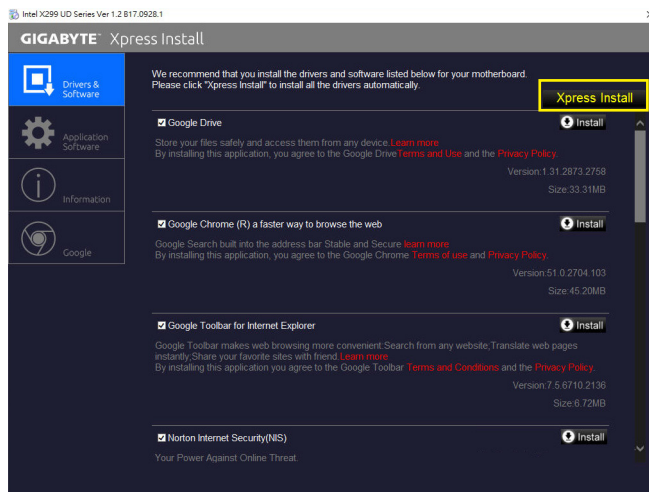 Intel X299 UD Series Ver 1.2 B17.0928.1
GIGABYTE™ Xpress Install
Drivers &
Software
Application
Software
Information
Google
We recommend that you install the drivers and software listed below for your motherboard.
Please click "Xpress Install" to install all the drivers automatically.
Xpress Install
Google Drive
Install
Store your files safely and access them from any device.Learn more
By installing this application, you agree to the Google DriveTerms and Use and the Privacy Policy.
Version:1.31.2873.2758
Size:33.31MB
Google Chrome (R) a faster way to browse the web
Install
Google Search built into the address bar Stable and Secure learn more
By installing this application, you agree to the Google Chrome Terms of use and Privacy Policy.
Version:51.0.2704.103
Size:45.20MB
Google Toolbar for Internet Explorer
Install
Google Toolbar makes web browsing more convenient:Search from any website;Translate web pages
instantly;Share your favorite sites with friend.Learn more
By installing this application you agree to the Google Toolbar Terms and Conditions and the Privacy Policy.
Version:7.5.6710.2136
Size:6.72MB
Norton Internet Security(NIS)
Install
Your Power Against Online Threat.